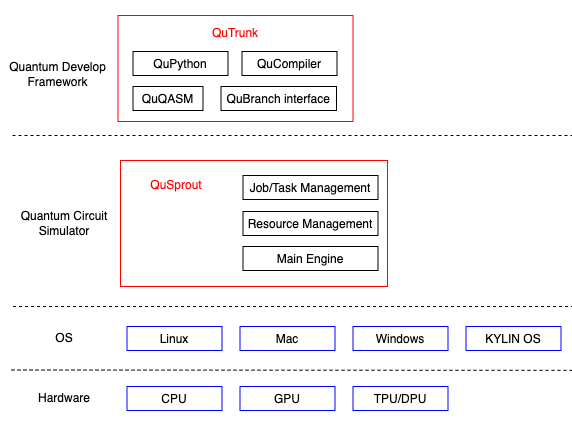 QuTrunk
Quantum Develop
Framework
QuPython
QuCompiler
QuQASM
QuBranch interface
QuSprout
Quantum Circuit
Simulator
Job/Task Management
Resource Management
Main Engine
OS
Linux
Mac
Windows
KYLIN OS
Hardware
CPU
GPU
TPU/DPU